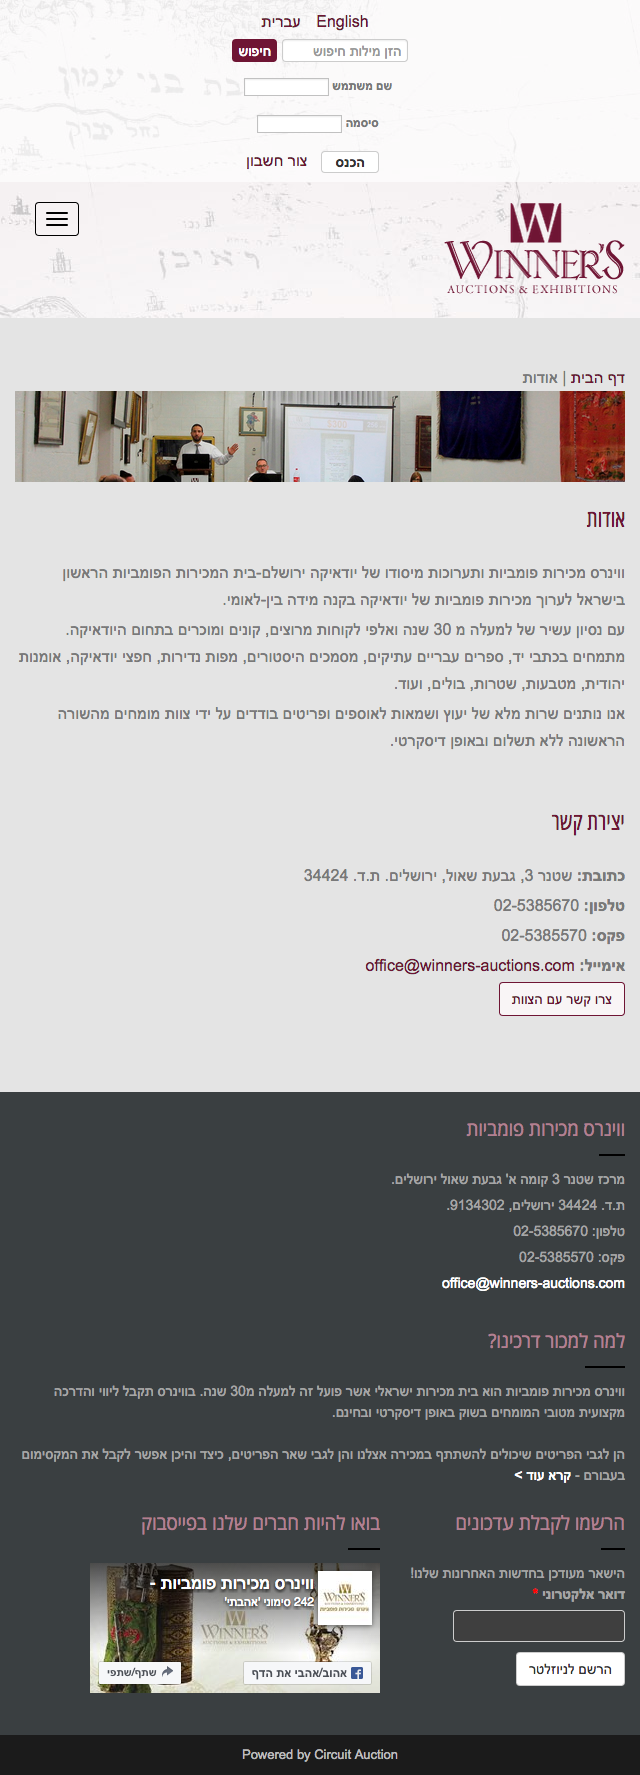 English עברית
הזן מילות חיפוש חיפוש
שם משתמש
סיסמה
הכנס צור חשבון
בת בני עמון
נחל יבוק
ראובן
W
WINNER'S
AUCTIONS & EXHIBITIONS
דף הבית | אודות
אודות
ווינרס מכירות פומביות ותערוכות מיסודו של יודאיקה ירושלם-בית המכירות הפומביות הראשון
בישראל לערוך מכירות פומביות של יודאיקה בקנה מידה בין-לאומי.
עם נסיון עשיר של למעלה מ 30 שנה ואלפי לקוחות מרוצים, קונים ומוכרים בתחום היודאיקה.
מתמחים בכתבי יד, ספרים עבריים עתיקים, מסמכים היסטורים, מפות נדירות, חפצי יודאיקה, אומנות
יהודית, מטבעות, שטרות, בולים, ועוד.
אנו נותנים שרות מלא של יעוץ ושמאות לאוספים ופריטים בודדים על ידי צוות מומחים מהשורה
הראשונה ללא תשלום ובאופן דיסקרטי.
יצירת קשר
כתובת: שטנר 3, גבעת שאול, ירושלים. ת.ד. 34424
טלפון: 02-5385670
פקס: 02-5385570
אימייל: office@winners-auctions.com
צרו קשר עם הצוות
ווינרס מכירות פומביות
מרכז שטנר 3 קומה א' גבעת שאול ירושלים.
ת.ד. 34424 ירושלים, 9134302.
טלפון: 02-5385670
פקס: 02-5385570
office@winners-auctions.com
למה למכור דרכינו?
ווינרס מכירות פומביות הוא בית מכירות ישראלי אשר פועל זה למעלה מ30 שנה. בווינרס תקבל ליווי והדרכה
מקצועית מטובי המומחים בשוק באופן דיסקרטי ובחינם.
הן לגבי הפריטים שיכולים להשתתף במכירה אצלנו והן לגבי שאר הפריטים, כיצד והיכן אפשר לקבל את המקסימום
בעבורם - קרא עוד >
הרשמו לקבלת עדכונים
הישאר מעודכן בחדשות האחרונות שלנו!
דואר אלקטרוני *
הרשם לניוזלטר
בואו להיות חברים שלנו בפייסבוק
ווינרס מכירות פומביות -
242 סימוני 'אהבתי'
WINNER'S
AUCTIONS & EXHIBITIONS
אהוב/אהבי את הדף
שתף/שתפי
Powered by Circuit Auction